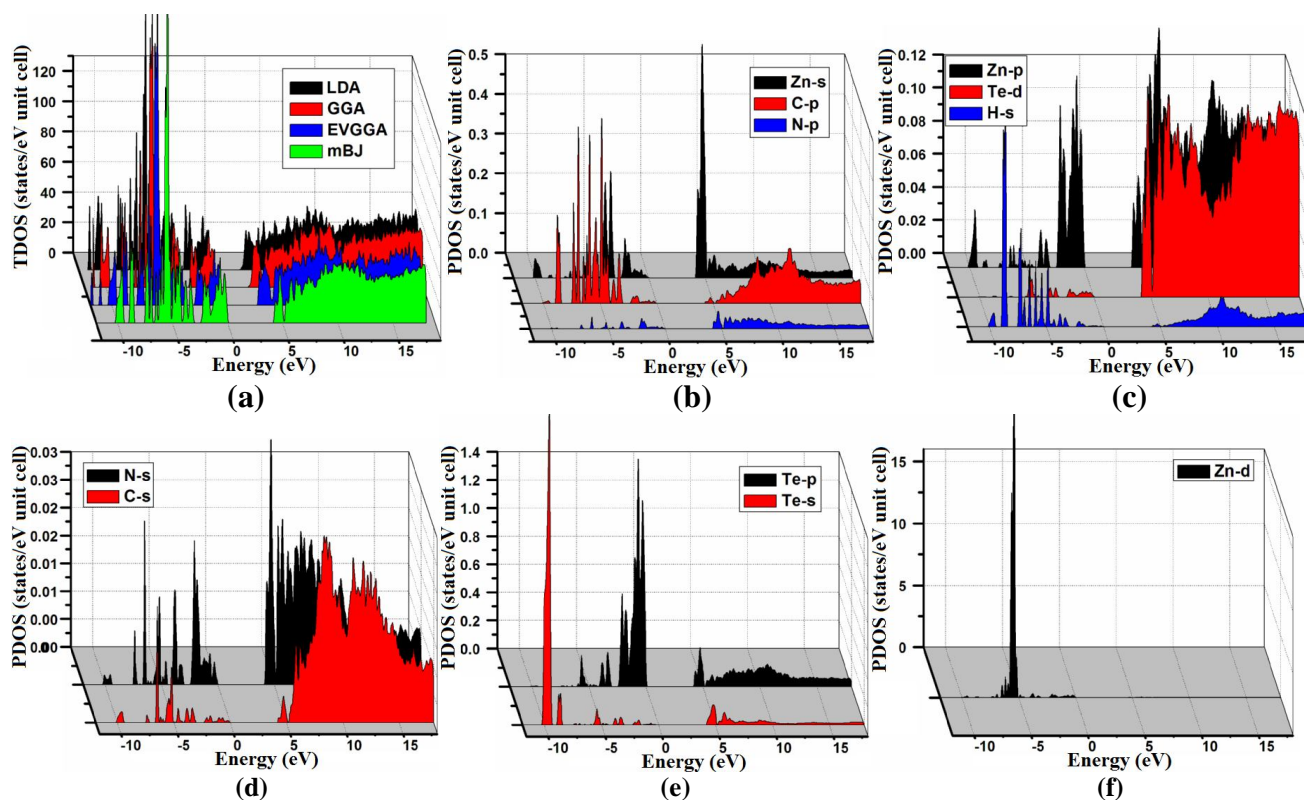 TDOS (states/eV unit cell)
120
100
80
60
40
20
0
LDA
GGA
EVGGA
mBJ
-10 -5 0 5 10 15
Energy (eV)
(a)
PDOS (states/eV unit cell)
0.5
0.4
0.3
0.2
0.1
0.0
Zn-s
C-p
N-p
-10 -5 0 5 10 15
Energy (eV)
(b)
PDOS (states/eV unit cell)
0.12
0.10
0.08
0.06
0.04
0.02
0.00
Zn-p
Te-d
H-s
-10 -5 0 5 10 15
Energy (eV)
(c)
PDOS (states/eV unit cell)
0.03
0.03
0.02
0.02
0.01
0.01
0.00
0.00
N-s
C-s
-10 -5 0 5 10 15
Energy (eV)
(d)
PDOS (states/eV unit cell)
1.4
1.2
1.0
0.8
0.6
0.4
0.2
0.0
Te-p
Te-s
-10 -5 0 5 10 15
Energy (eV)
(e)
PDOS (states/eV unit cell)
15
10
5
0
Zn-d
-10 -5 0 5 10 15
Energy (eV)
(f)